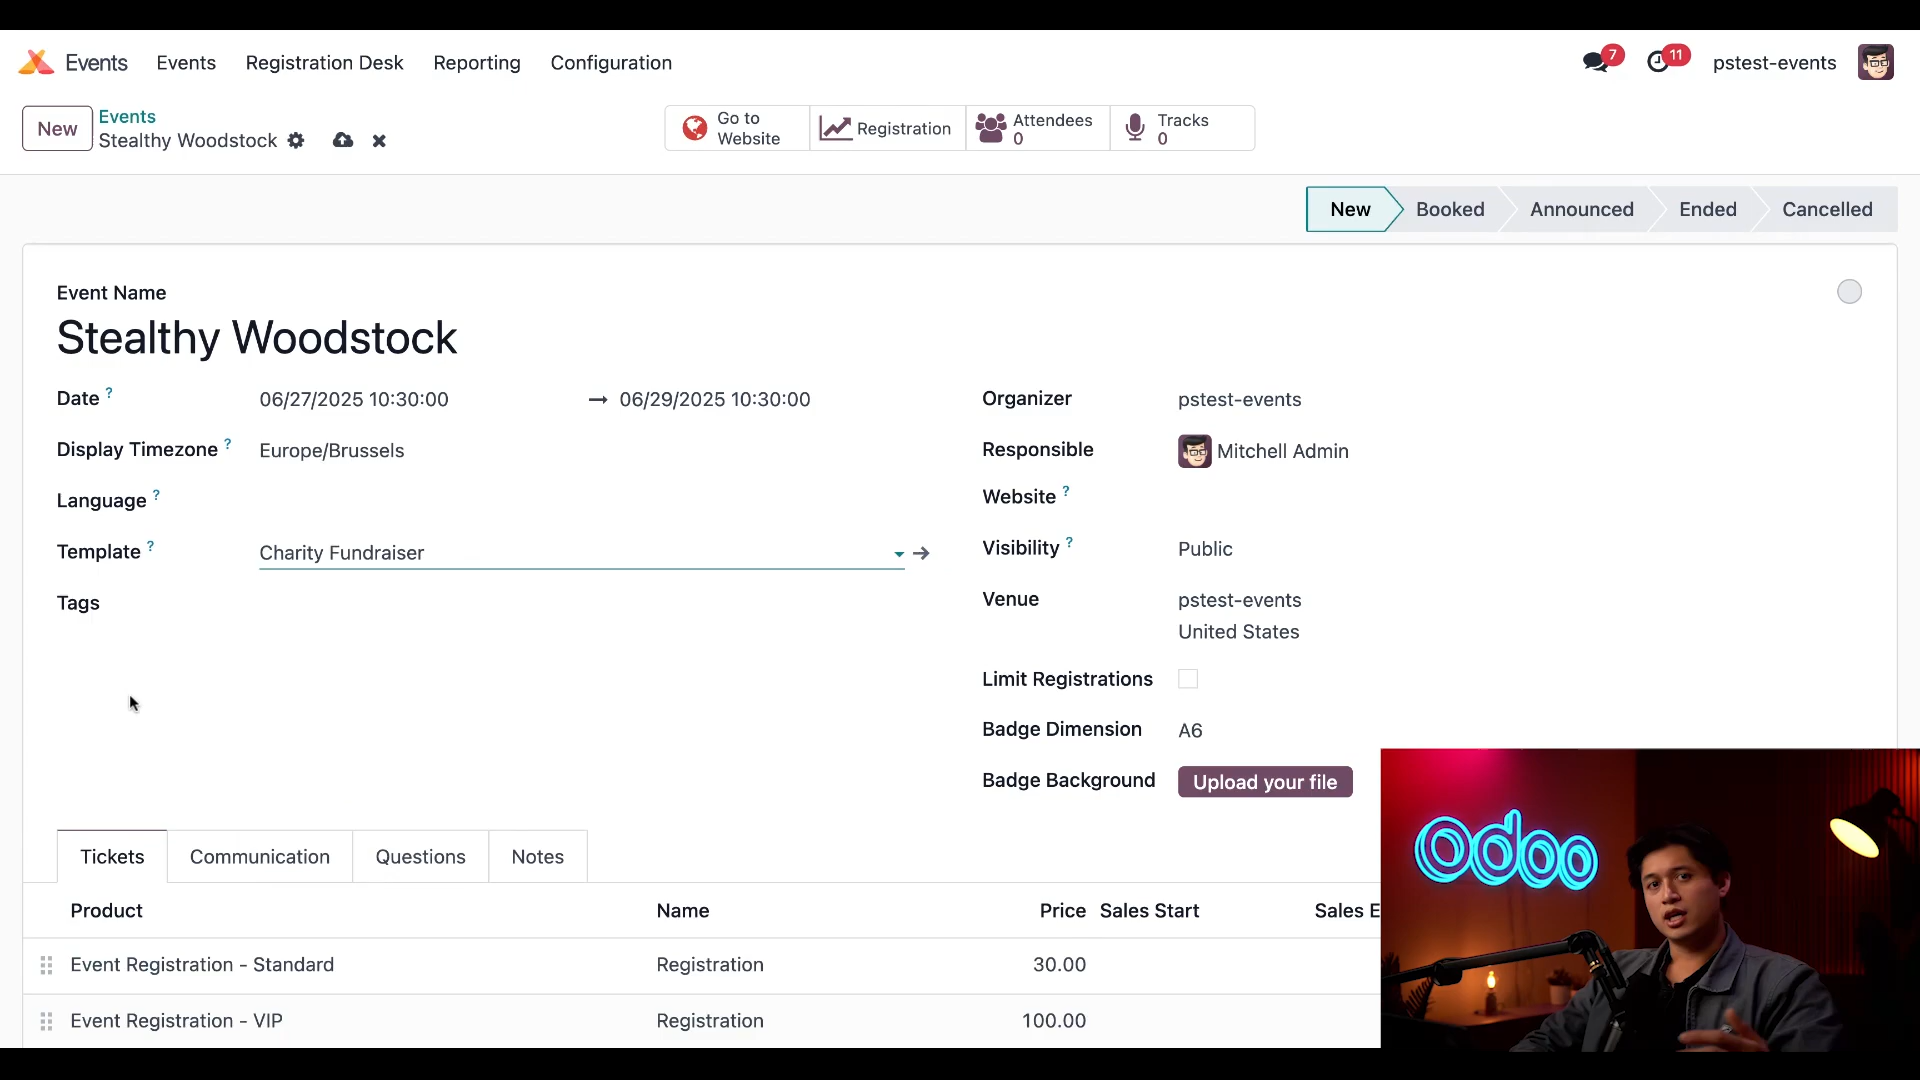 Events Events Registration Desk Reporting Configuration 7 11 pstest-events
New Events
Stealthy Woodstock
Go to Website Registration Attendees 0 Tracks 0
New Booked Announced Ended Cancelled
Event Name
Stealthy Woodstock
Date ? 06/27/2025 10:30:00 → 06/29/2025 10:30:00
Display Timezone ? Europe/Brussels
Language ?
Template ? Charity Fundraiser
Tags
Organizer pstest-events
Responsible Mitchell Admin
Website ?
Visibility ? Public
Venue pstest-events
United States
Limit Registrations
Badge Dimension A6
Badge Background Upload your file
Tickets Communication Questions Notes
Product Name Price Sales Start Sales E
Event Registration - Standard Registration 30.00
Event Registration - VIP Registration 100.00
odoo